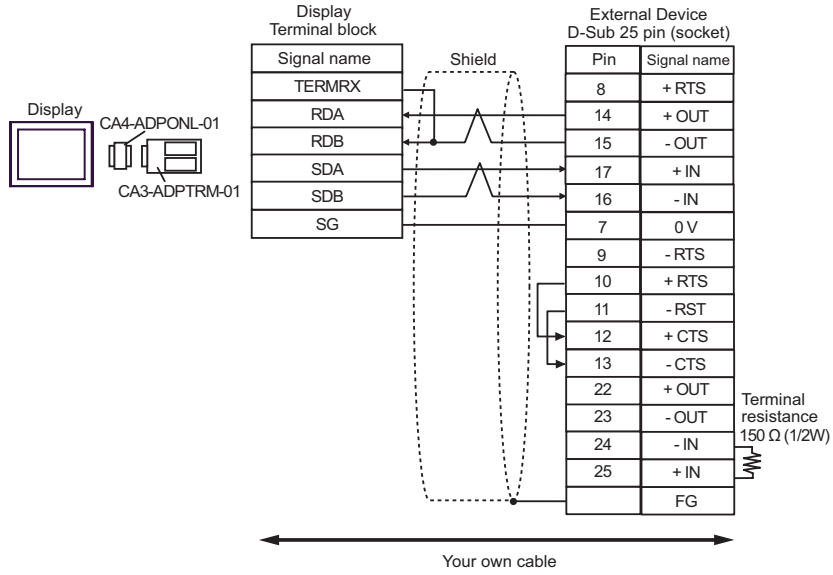 Display
Terminal block
External Device
D-Sub 25 pin (socket)
Signal name
Shield
Pin
Signal name
TERMRX
8
+ RTS
RDA
14
+ OUT
RDB
15
- OUT
SDA
17
+ IN
SDB
16
- IN
SG
7
0 V
9
- RTS
10
+ RTS
11
- RST
12
+ CTS
13
- CTS
22
+ OUT
23
- OUT
24
- IN
25
+ IN
FG
Display
CA4-ADPONL-01
CA3-ADPTRM-01
Terminal
resistance
150 Ω (1/2W)
Your own cable